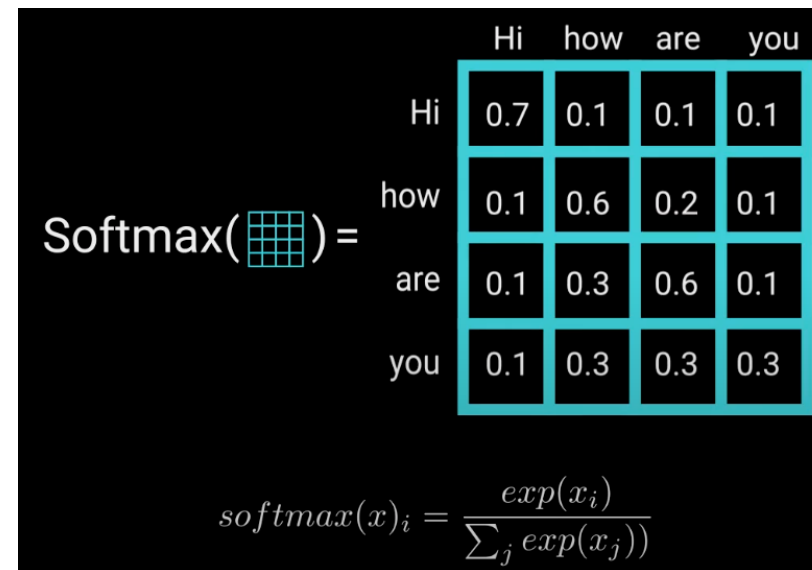 Hi how are you
Hi 0.7 0.1 0.1 0.1
how 0.1 0.6 0.2 0.1
Softmax( ) =
are 0.1 0.3 0.6 0.1
you 0.1 0.3 0.3 0.3
softmax(x)_i = exp(x_i) / ∑_j exp(x_j))